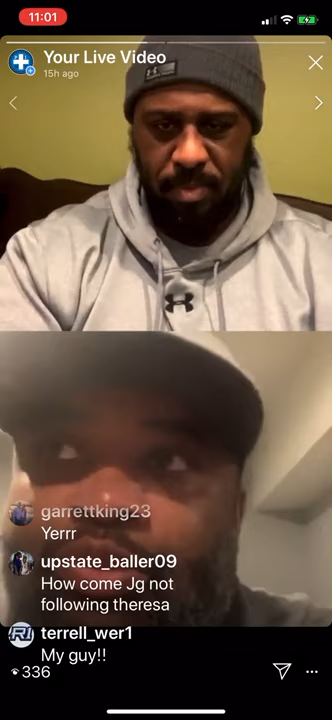 11:01
Your Live Video
15h ago
garrettking23
Yerrr
upstate_baller09
How come Jg not
following theresa
terrell_wer1
My guy!!
336